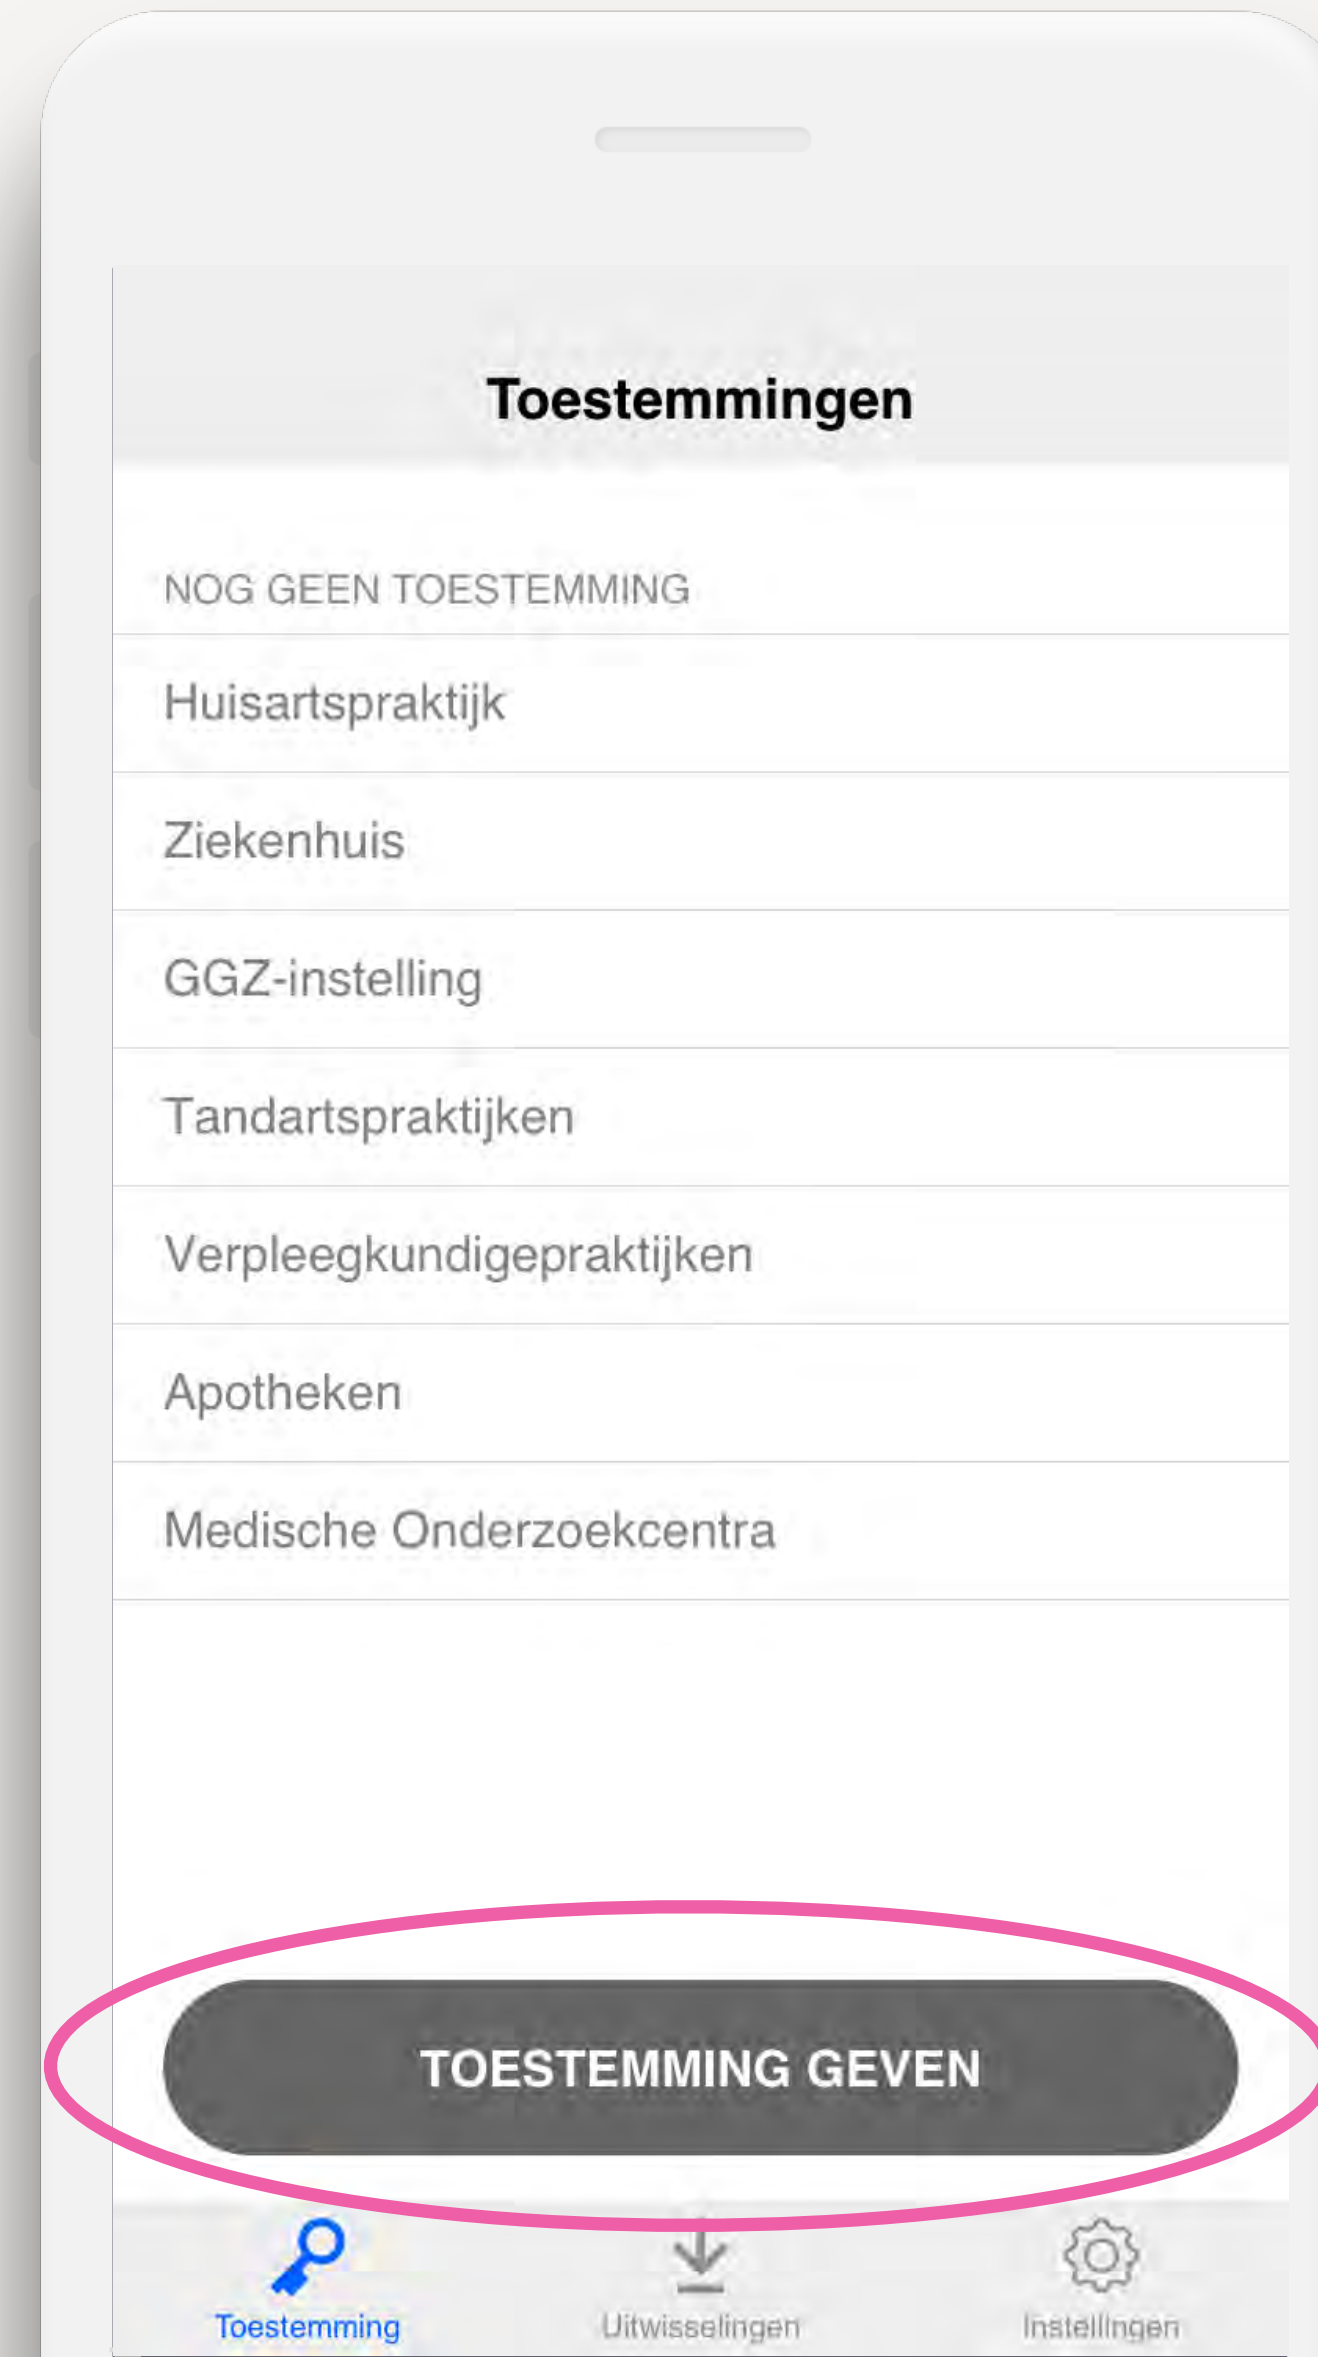 Toestemmingen
NOG GEEN TOESTEMMING
Huisartspraktijk
Ziekenhuis
GGZ-instelling
Tandartspraktijken
Verpleegkundigepraktijken
Apotheken
Medische Onderzoekcentra
TOESTEMMING GEVEN
Toestemming Uitwisselingen Instellingen